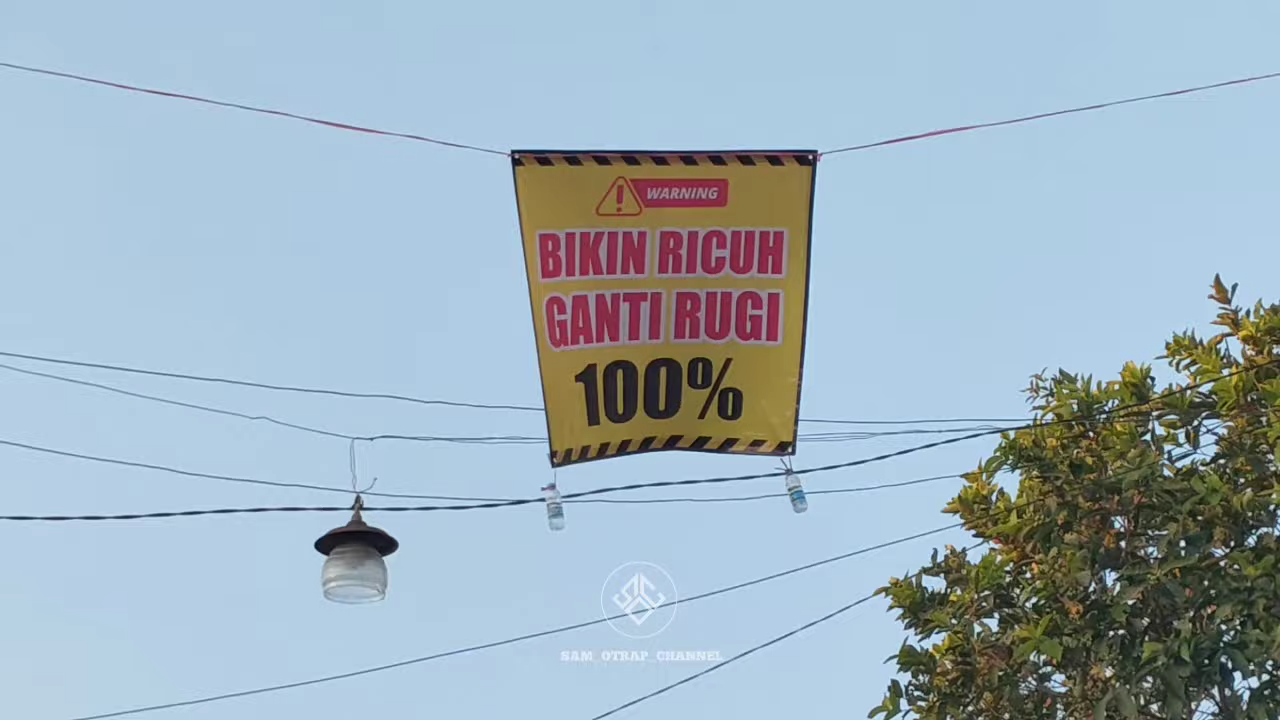 WARNING
BIKIN RICUH
GANTI RUGI
100%
SAM_OTRAP_CHANNEL